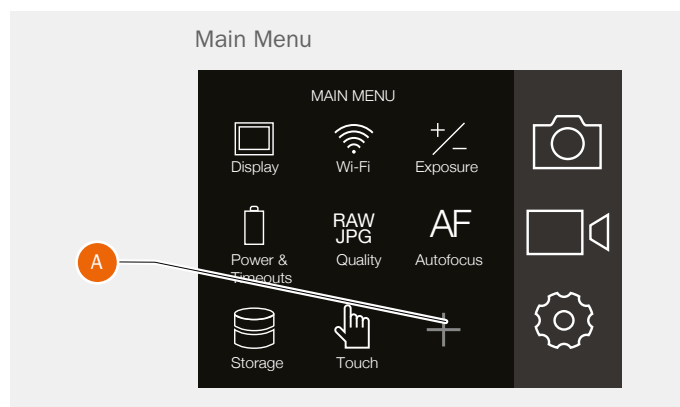 Main Menu
MAIN MENU
Display
Wi-Fi
Exposure
RAW
JPG
AF
Power &
Timeouts
Quality
Autofocus
A
Storage
Touch